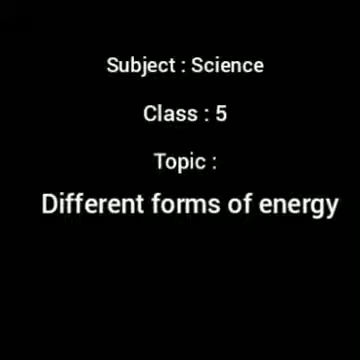 Subject : Science
Class : 5
Topic :
Different forms of energy